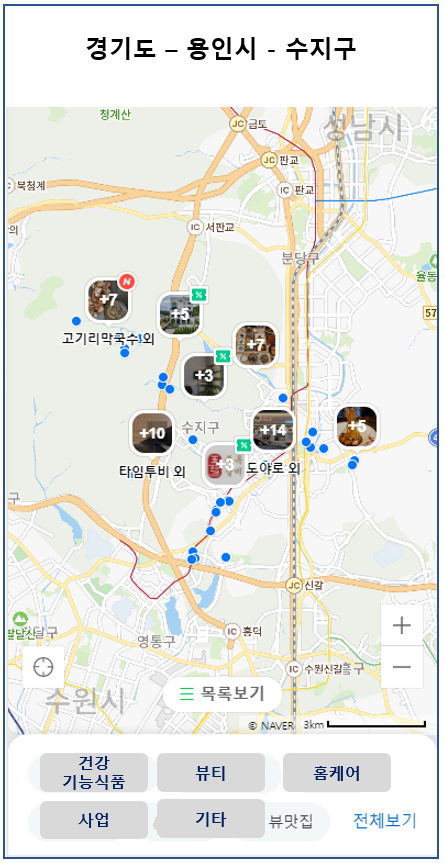 경기도 – 용인시 - 수지구
청계산
JC 금토
성남시
JC 판교
북청계
IC 판교
IC 서판교
분당구
율동
57
+7
N
+5
%
고기리막국수 외
+7
+3
%
+10
수지구
+14
+5
타임투비 외
+3
%
도야로 외
구
JC 신갈
IC 흥덕
팔달산
달구
영통구
IC 수원신갈
흥구
수원시
목록보기
© NAVER
3km
건강
기능식품
뷰티
홈케어
사업
기타
뷰맛집
전체보기